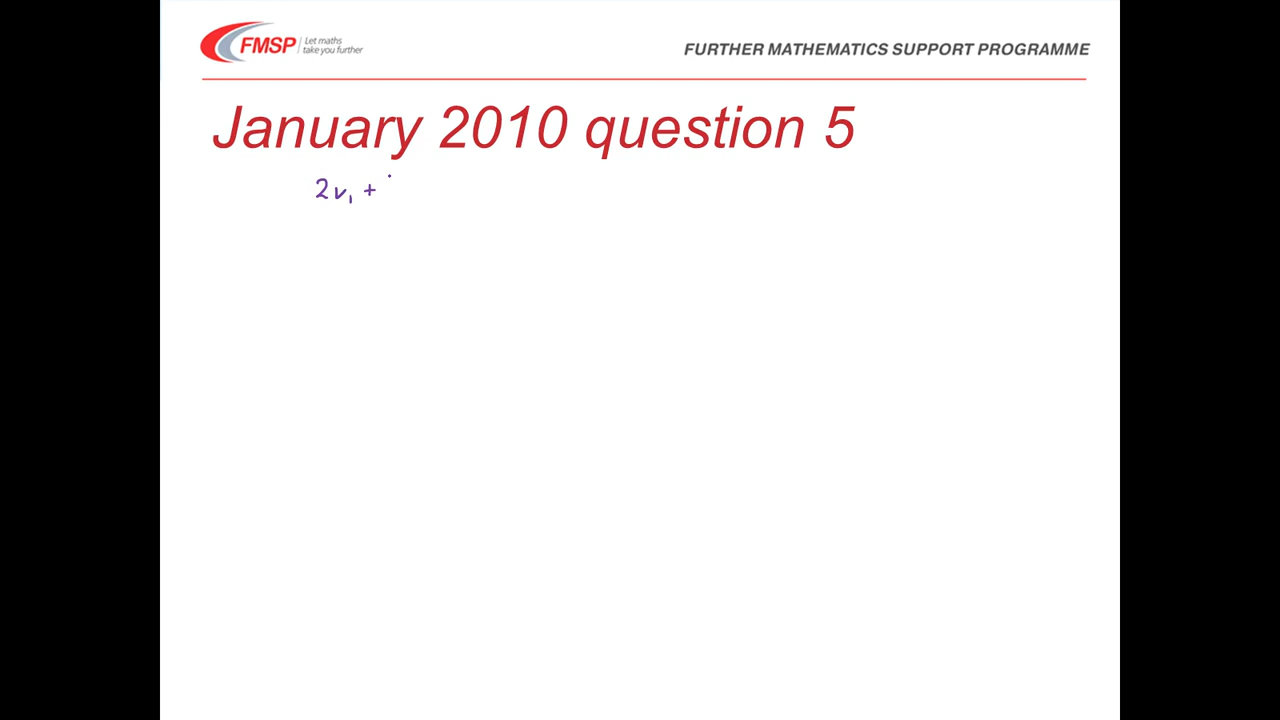 FMSP Let maths take you further
FURTHER MATHEMATICS SUPPORT PROGRAMME
January 2010 question 5
2v₁ +